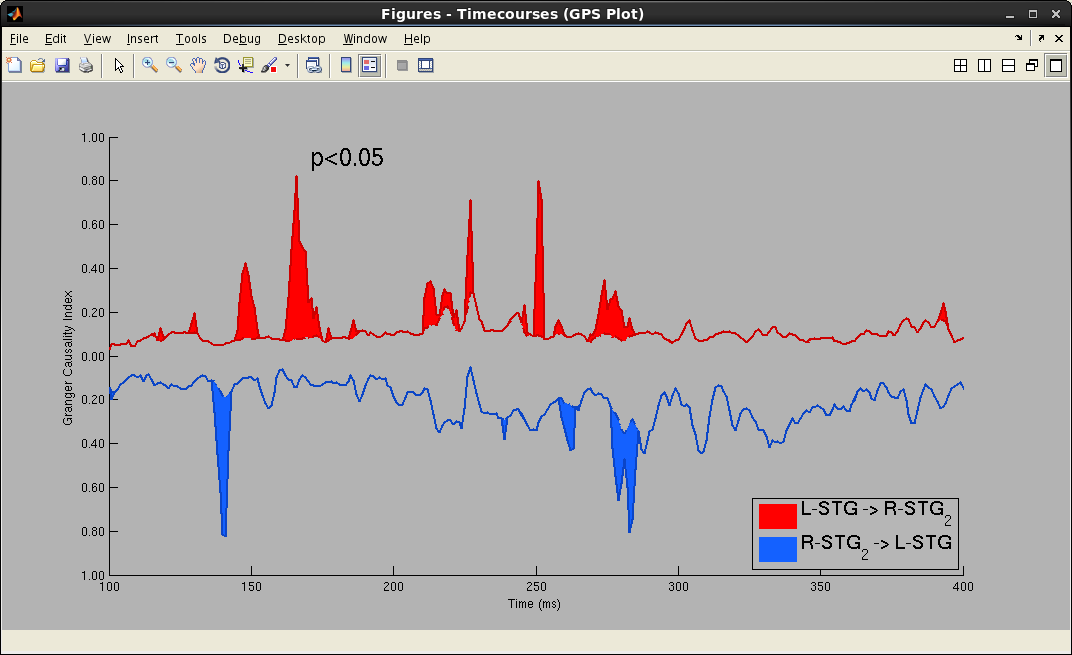 Figures - Timecourses (GPS Plot)
File Edit View Insert Tools Debug Desktop Window Help
p<0.05
1.00
0.80
0.60
0.40
0.20
0.00
0.20
0.40
0.60
0.80
1.00
Granger Causality Index
L-STG -> R-STG2
R-STG2 -> L-STG
100 150 200 250 300 350 400
Time (ms)